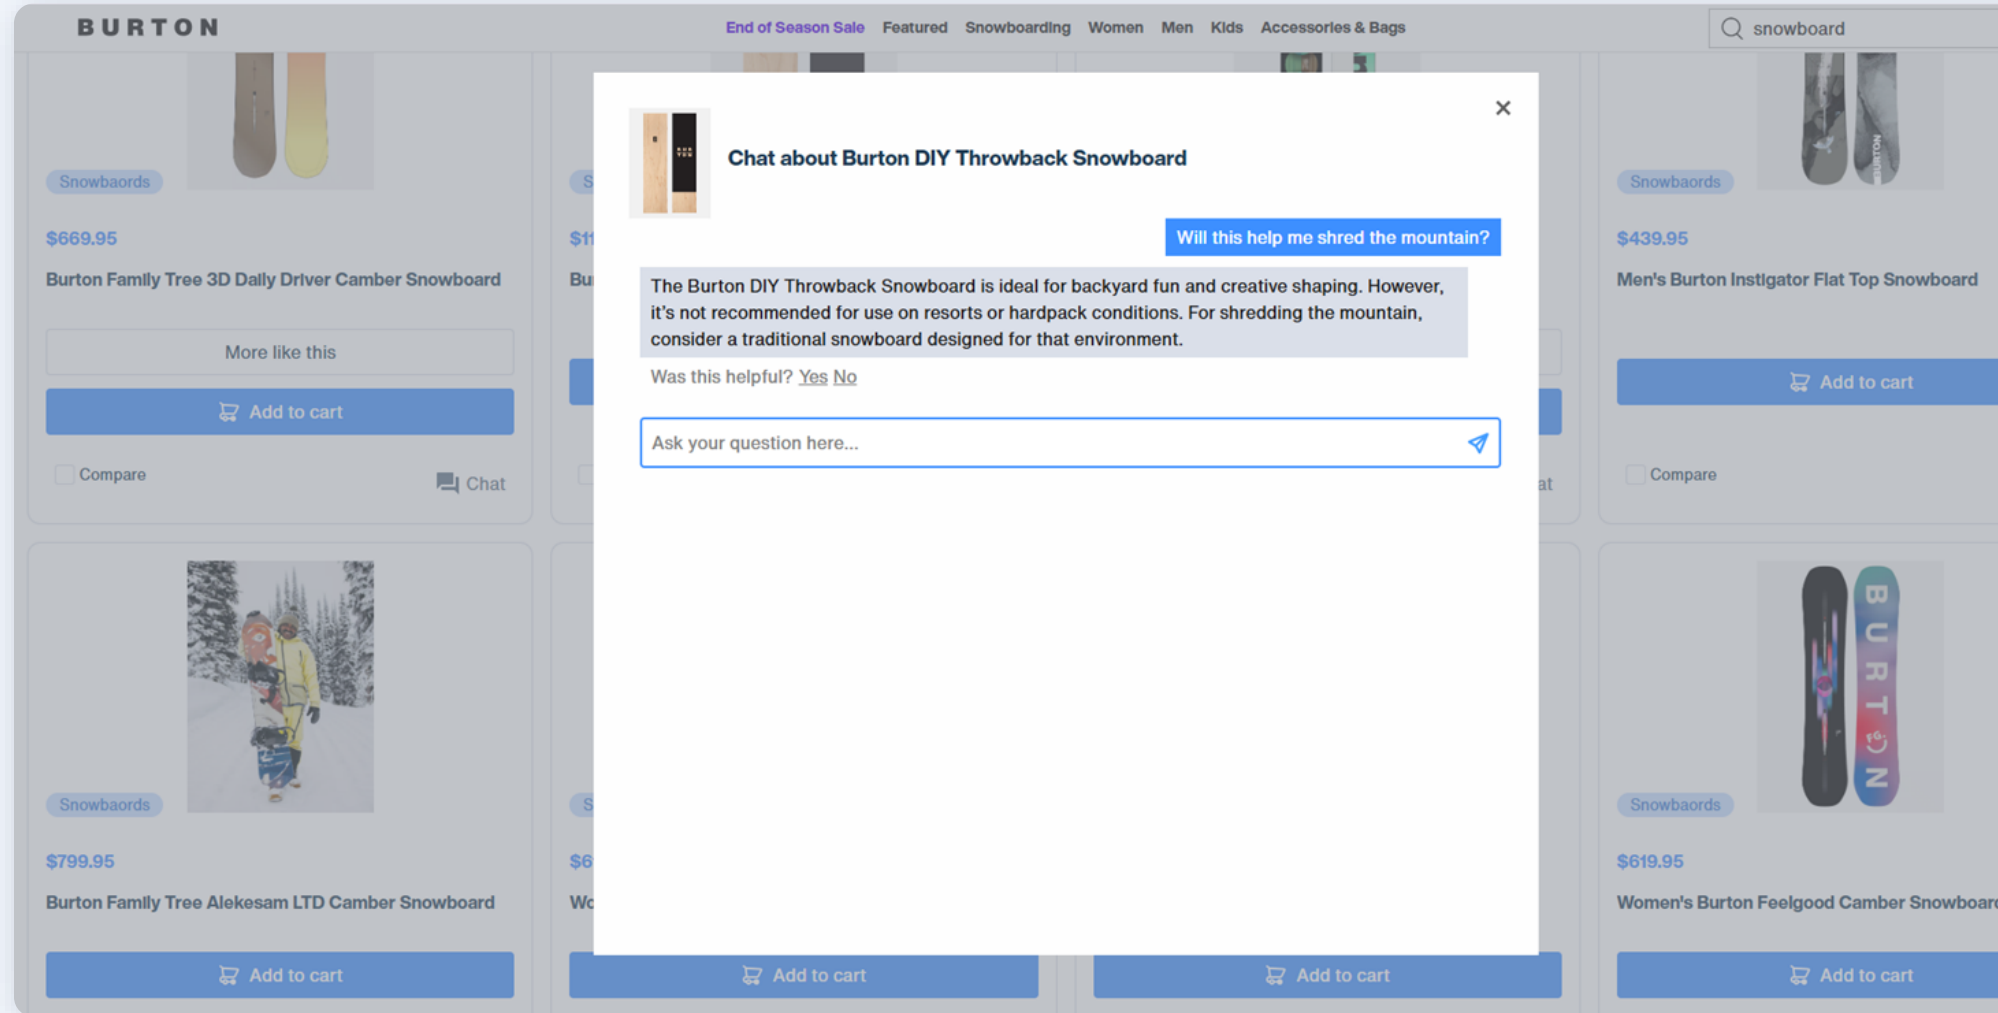 BURTON
End of Season Sale Featured Snowboarding Women Men Kids Accessories & Bags
snowboard
Chat about Burton DIY Throwback Snowboard
Will this help me shred the mountain?
The Burton DIY Throwback Snowboard is ideal for backyard fun and creative shaping. However,
it's not recommended for use on resorts or hardpack conditions. For shredding the mountain,
consider a traditional snowboard designed for that environment.
Was this helpful? Yes No
Ask your question here...
Snowbaords
$669.95
Burton Family Tree 3D Daily Driver Camber Snowboard
More like this
Add to cart
Compare
Chat
BURTON
Snowbaords
$439.95
Men's Burton Instigator Flat Top Snowboard
Add to cart
Compare
Snowbaords
$799.95
Burton Family Tree Alekesam LTD Camber Snowboard
Add to cart
Add to cart
Add to cart
BURTON
FG.
Snowbaords
$619.95
Women's Burton Feelgood Camber Snowboard
Add to cart